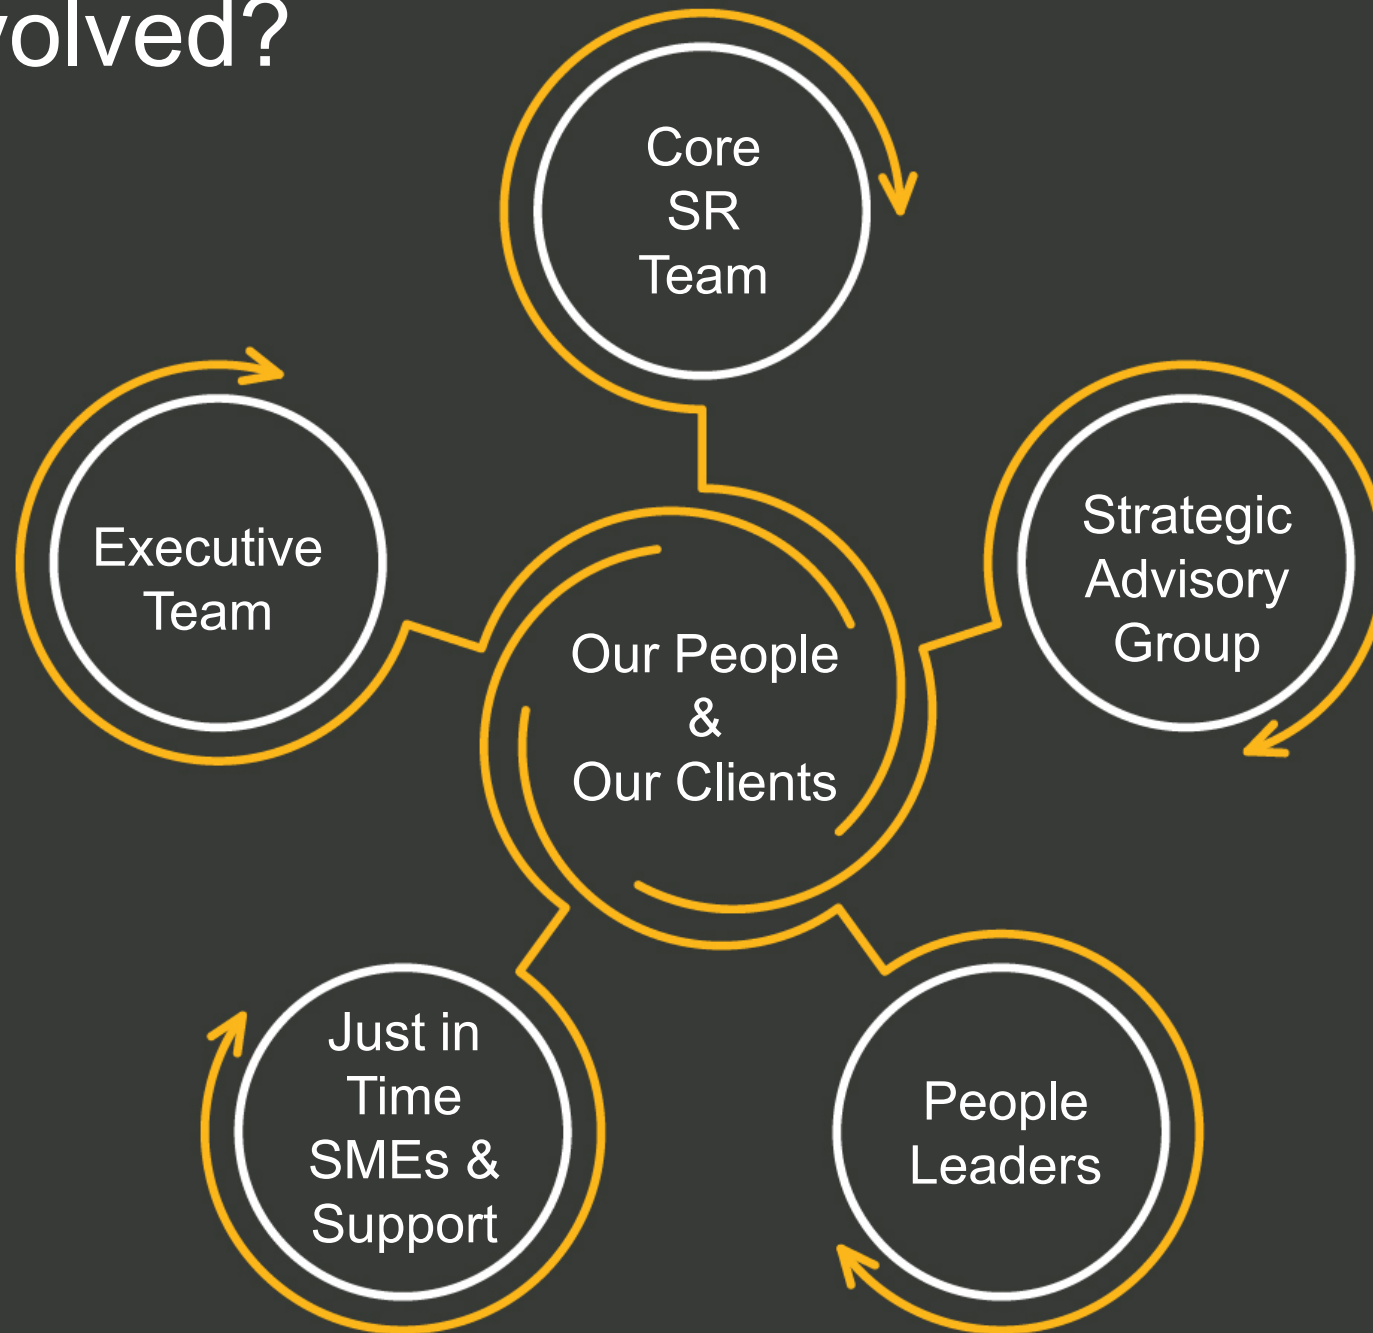 volved?
Core
SR
Team
Executive
Team
Strategic
Advisory
Group
Our People
&
Our Clients
Just in
Time
SMEs &
Support
People
Leaders